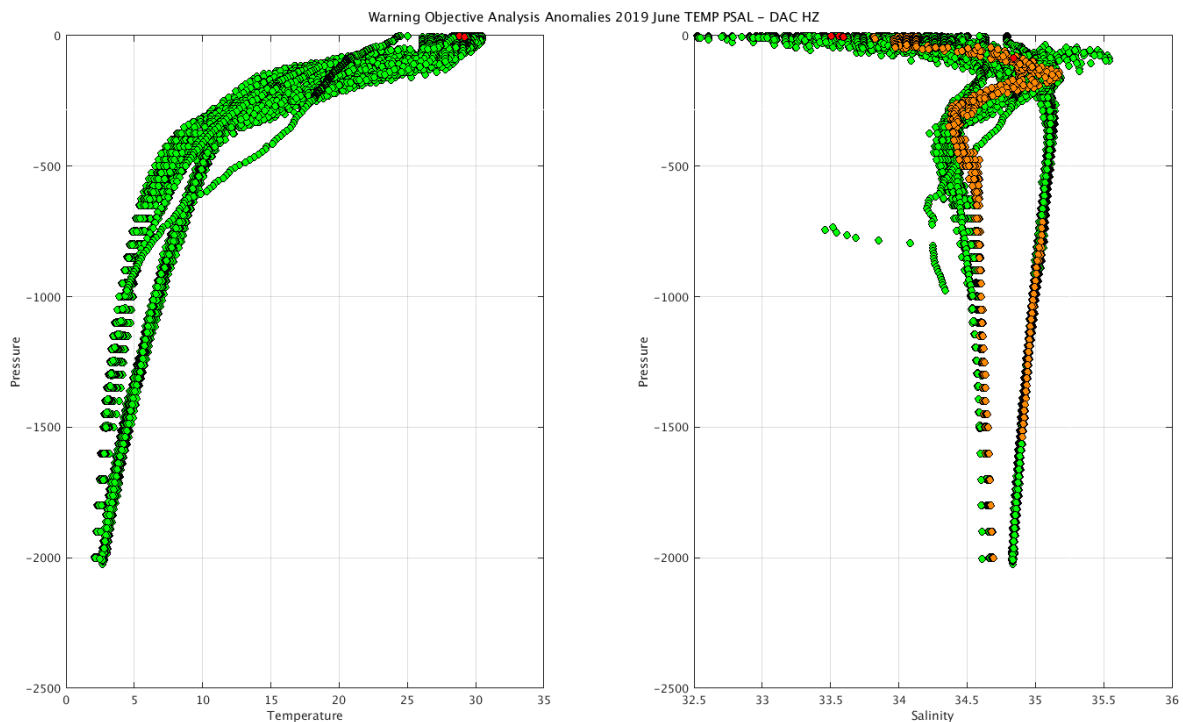 Warning Objective Analysis Anomalies 2019 June TEMP PSAL - DAC HZ
0
-500
-1000
-1500
-2000
-2500
Pressure
0 5 10 15 20 25 30 35
Temperature
0
-500
-1000
-1500
-2000
-2500
Pressure
32.5 33 33.5 34 34.5 35 35.5 36
Salinity